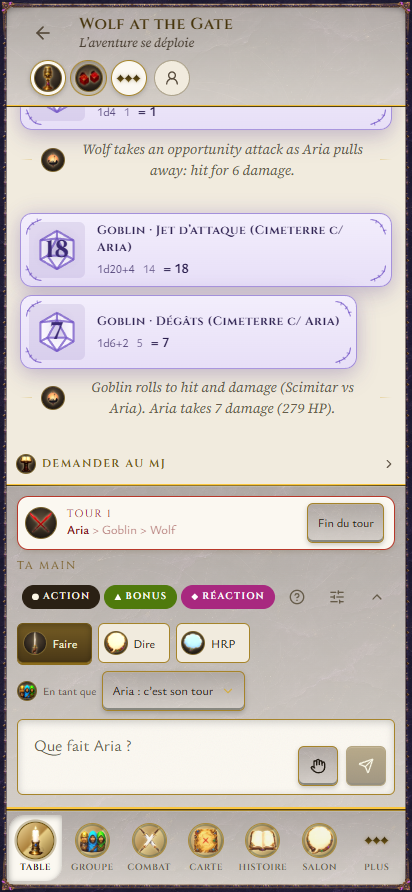 Wolf at the Gate
L'aventure se déploie
1d4 1 = 1
Wolf takes an opportunity attack as Aria pulls
away: hit for 6 damage.
18
Goblin · Jet d'attaque (Cimeterre c/
Aria)
1d20+4 14 = 18
7
Goblin · Dégâts (Cimeterre c/ Aria)
1d6+2 5 = 7
Goblin rolls to hit and damage (Scimitar vs
Aria). Aria takes 7 damage (279 HP).
DEMANDER AU MJ
TOUR 1
Aria > Goblin > Wolf
Fin du tour
TA MAIN
ACTION
BONUS
RÉACTION
Faire
Dire
HRP
En tant que
Aria : c'est son tour
Que fait Aria ?
TABLE
GROUPE
COMBAT
CARTE
HISTOIRE
SALON
PLUS